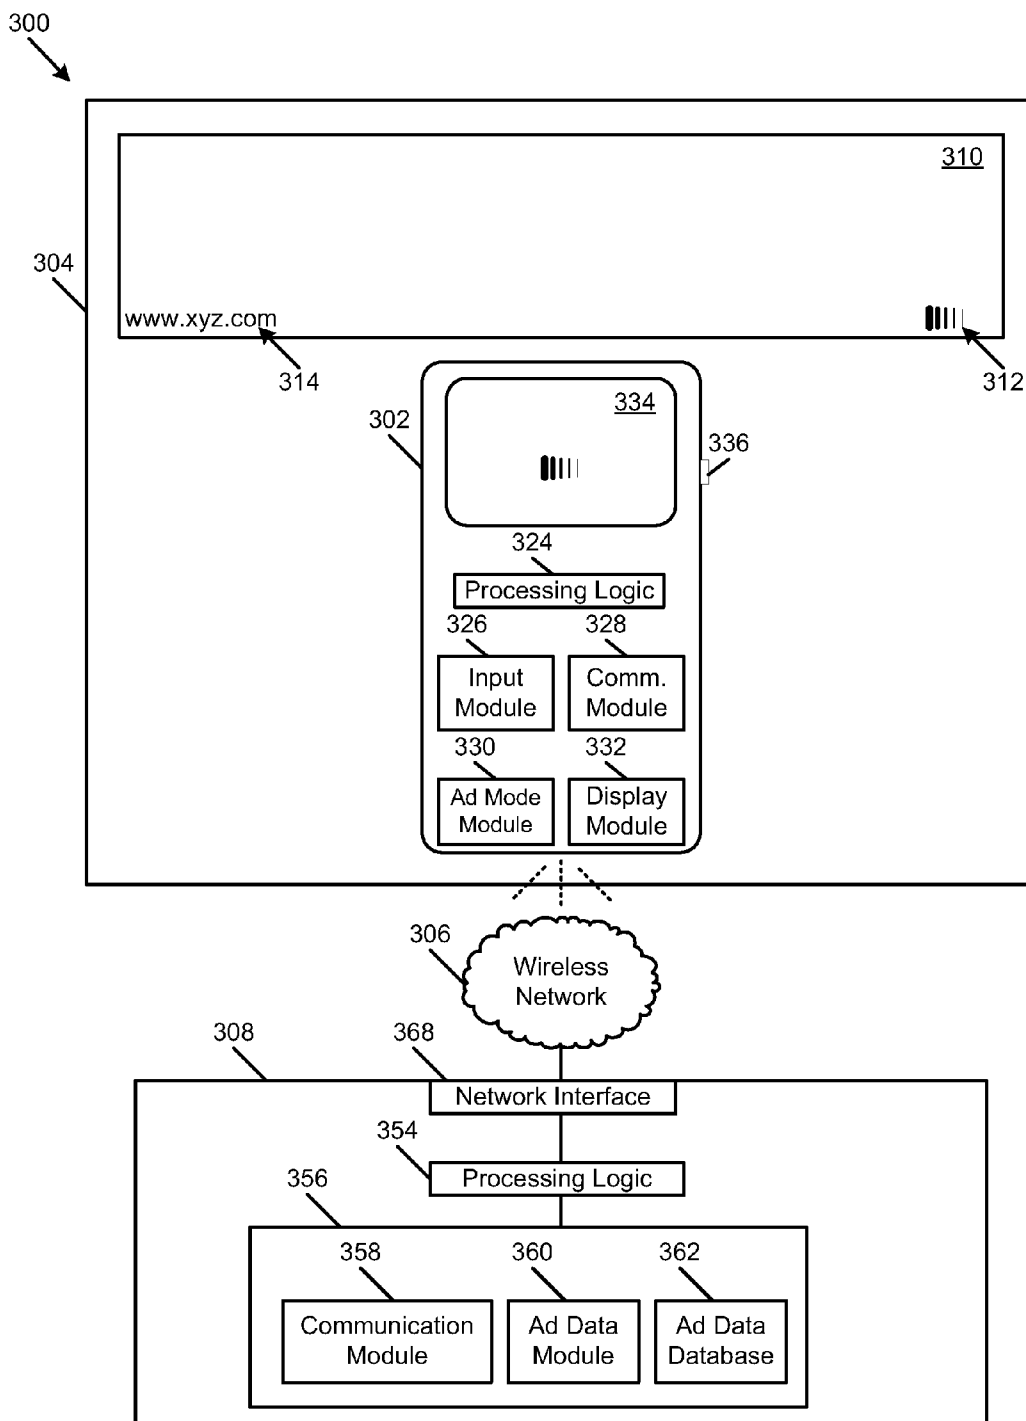 300
310
304
www.xyz.com
314
312
302
334
336
324
Processing Logic
326
328
Input
Module
Comm.
Module
330
332
Ad Mode
Module
Display
Module
306
Wireless
Network
308
368
Network Interface
354
Processing Logic
356
358
360
362
Communication
Module
Ad Data
Module
Ad Data
Database